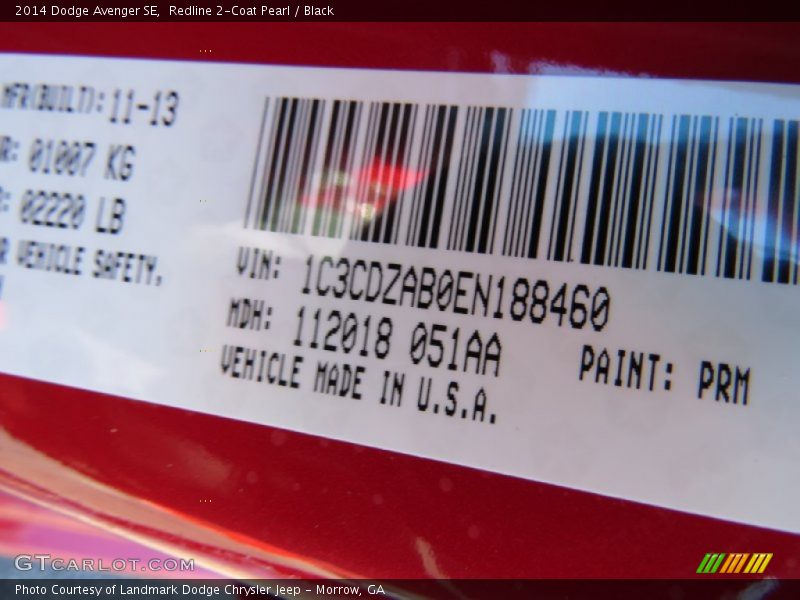 2014 Dodge Avenger SE,  Redline 2-Coat Pearl / Black
MFR(BUILT): 11-13
01007 KG
02220 LB
VEHICLE SAFETY,
VIN: 1C3CDZAB0EN188460
MDH: 112018 051AA
PAINT: PRM
VEHICLE MADE IN U.S.A.
GTCARLOT.COM
Photo Courtesy of Landmark Dodge Chrysler Jeep - Morrow, GA